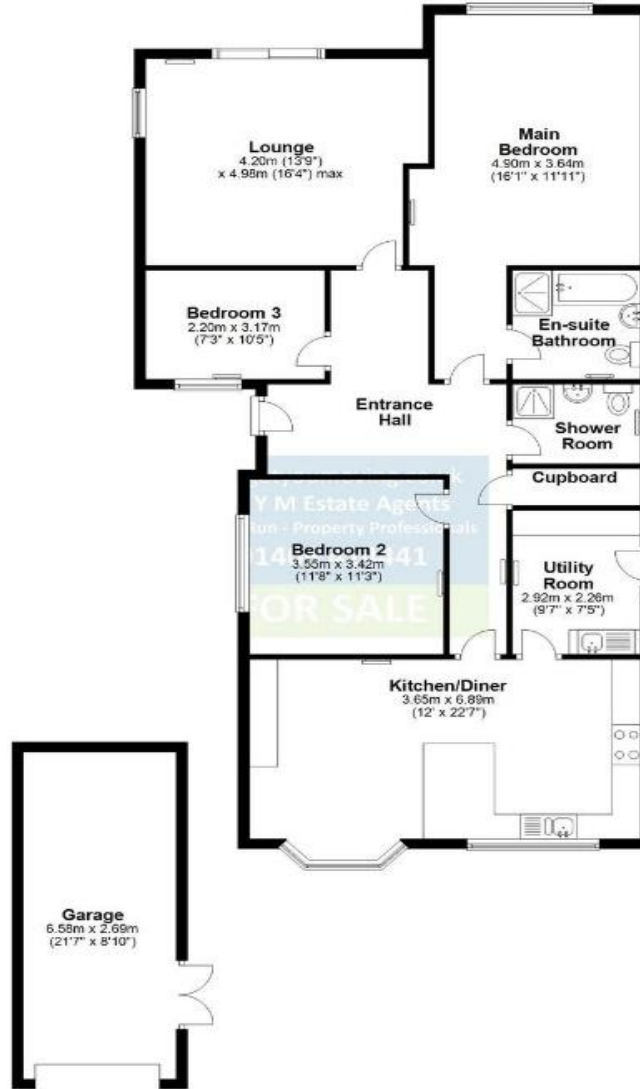 Lounge
4.20m (13'9")
x 4.98m (16'4") max
Main
Bedroom
4.90m x 3.64m
(16'1" x 11'11")
Bedroom 3
2.20m x 3.17m
(7'3" x 10'5")
En-suite
Bathroom
Entrance
Hall
Shower
Room
Cupboard
Y M Estate Agents
Run - Property Professionals
Bedroom 2
3.55m x 3.42m
(11'8" x 11'3")
FOR SALE
Utility
Room
2.92m x 2.26m
(9'7" x 7'5")
Kitchen/Diner
3.65m x 6.89m
(12' x 22'7")
Garage
6.58m x 2.69m
(21'7" x 8'10")